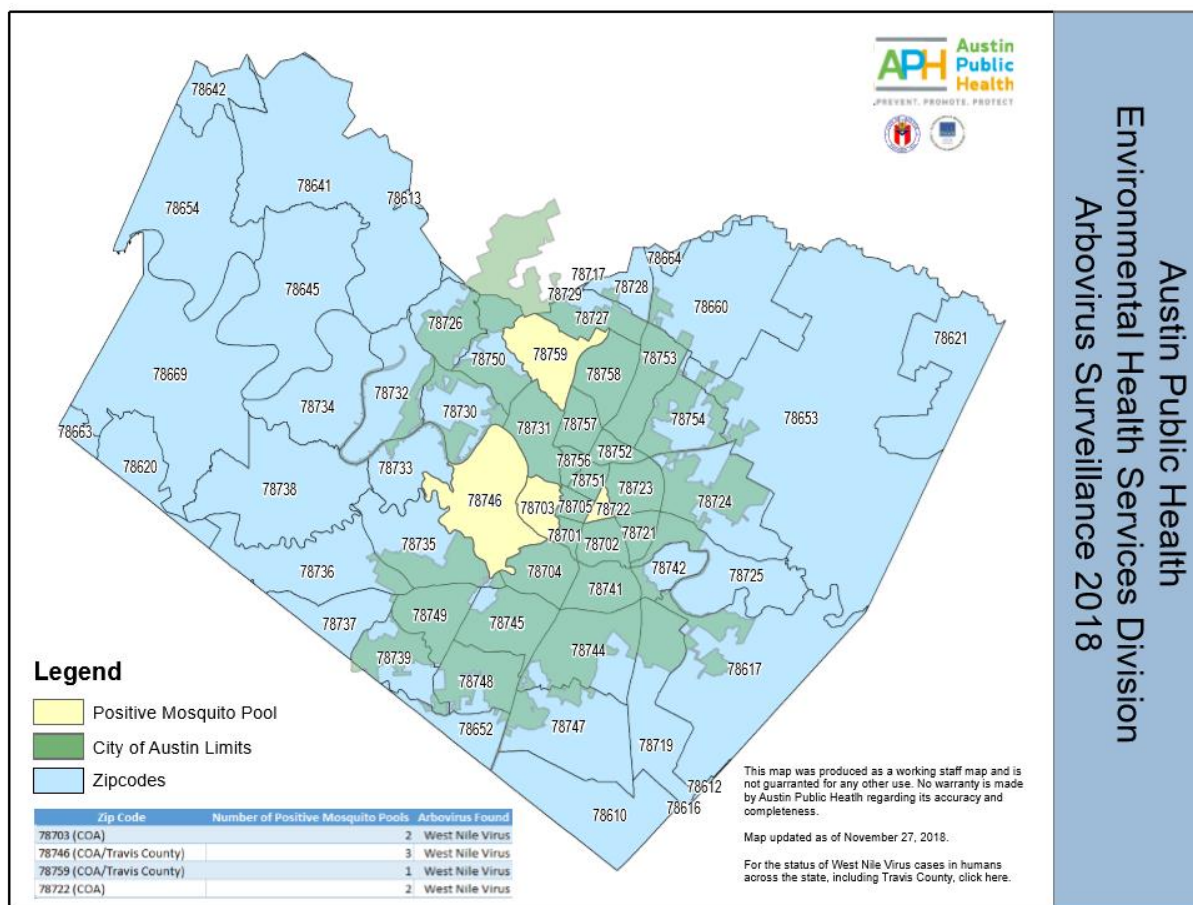 APH
Austin
Public
Health
PREVENT. PROMOTE. PROTECT
Austin Public Health
Environmental Health Services Division
Arbovirus Surveillance 2018
78642
78641
78613
78654
78645
78717
78664
78729
78728
78660
78727
78726
78621
78750
78759
78753
78758
78669
78732
78734
78730
78754
78653
78731
78757
78663
78752
78620
78756
78733
78751
78738
78723
78746
78703
78705
78722
78724
78701
78702
78721
78735
78736
78704
78742
78725
78741
78737
78749
78745
78739
78744
78617
78748
78652
78747
78719
78612
78616
78610
Legend
Positive Mosquito Pool
City of Austin Limits
Zipcodes
Zip Code Number of Positive Mosquito Pools Arbovirus Found
78703 (COA) 2 West Nile Virus
78746 (COA/Travis County) 3 West Nile Virus
78759 (COA/Travis County) 1 West Nile Virus
78722 (COA) 2 West Nile Virus
This map was produced as a working staff map and is
not guarranted for any other use. No warranty is made
by Austin Public Heatlh regarding its accuracy and
completeness.
Map updated as of November 27, 2018.
For the status of West Nile Virus cases in humans
across the state, including Travis County, click here.